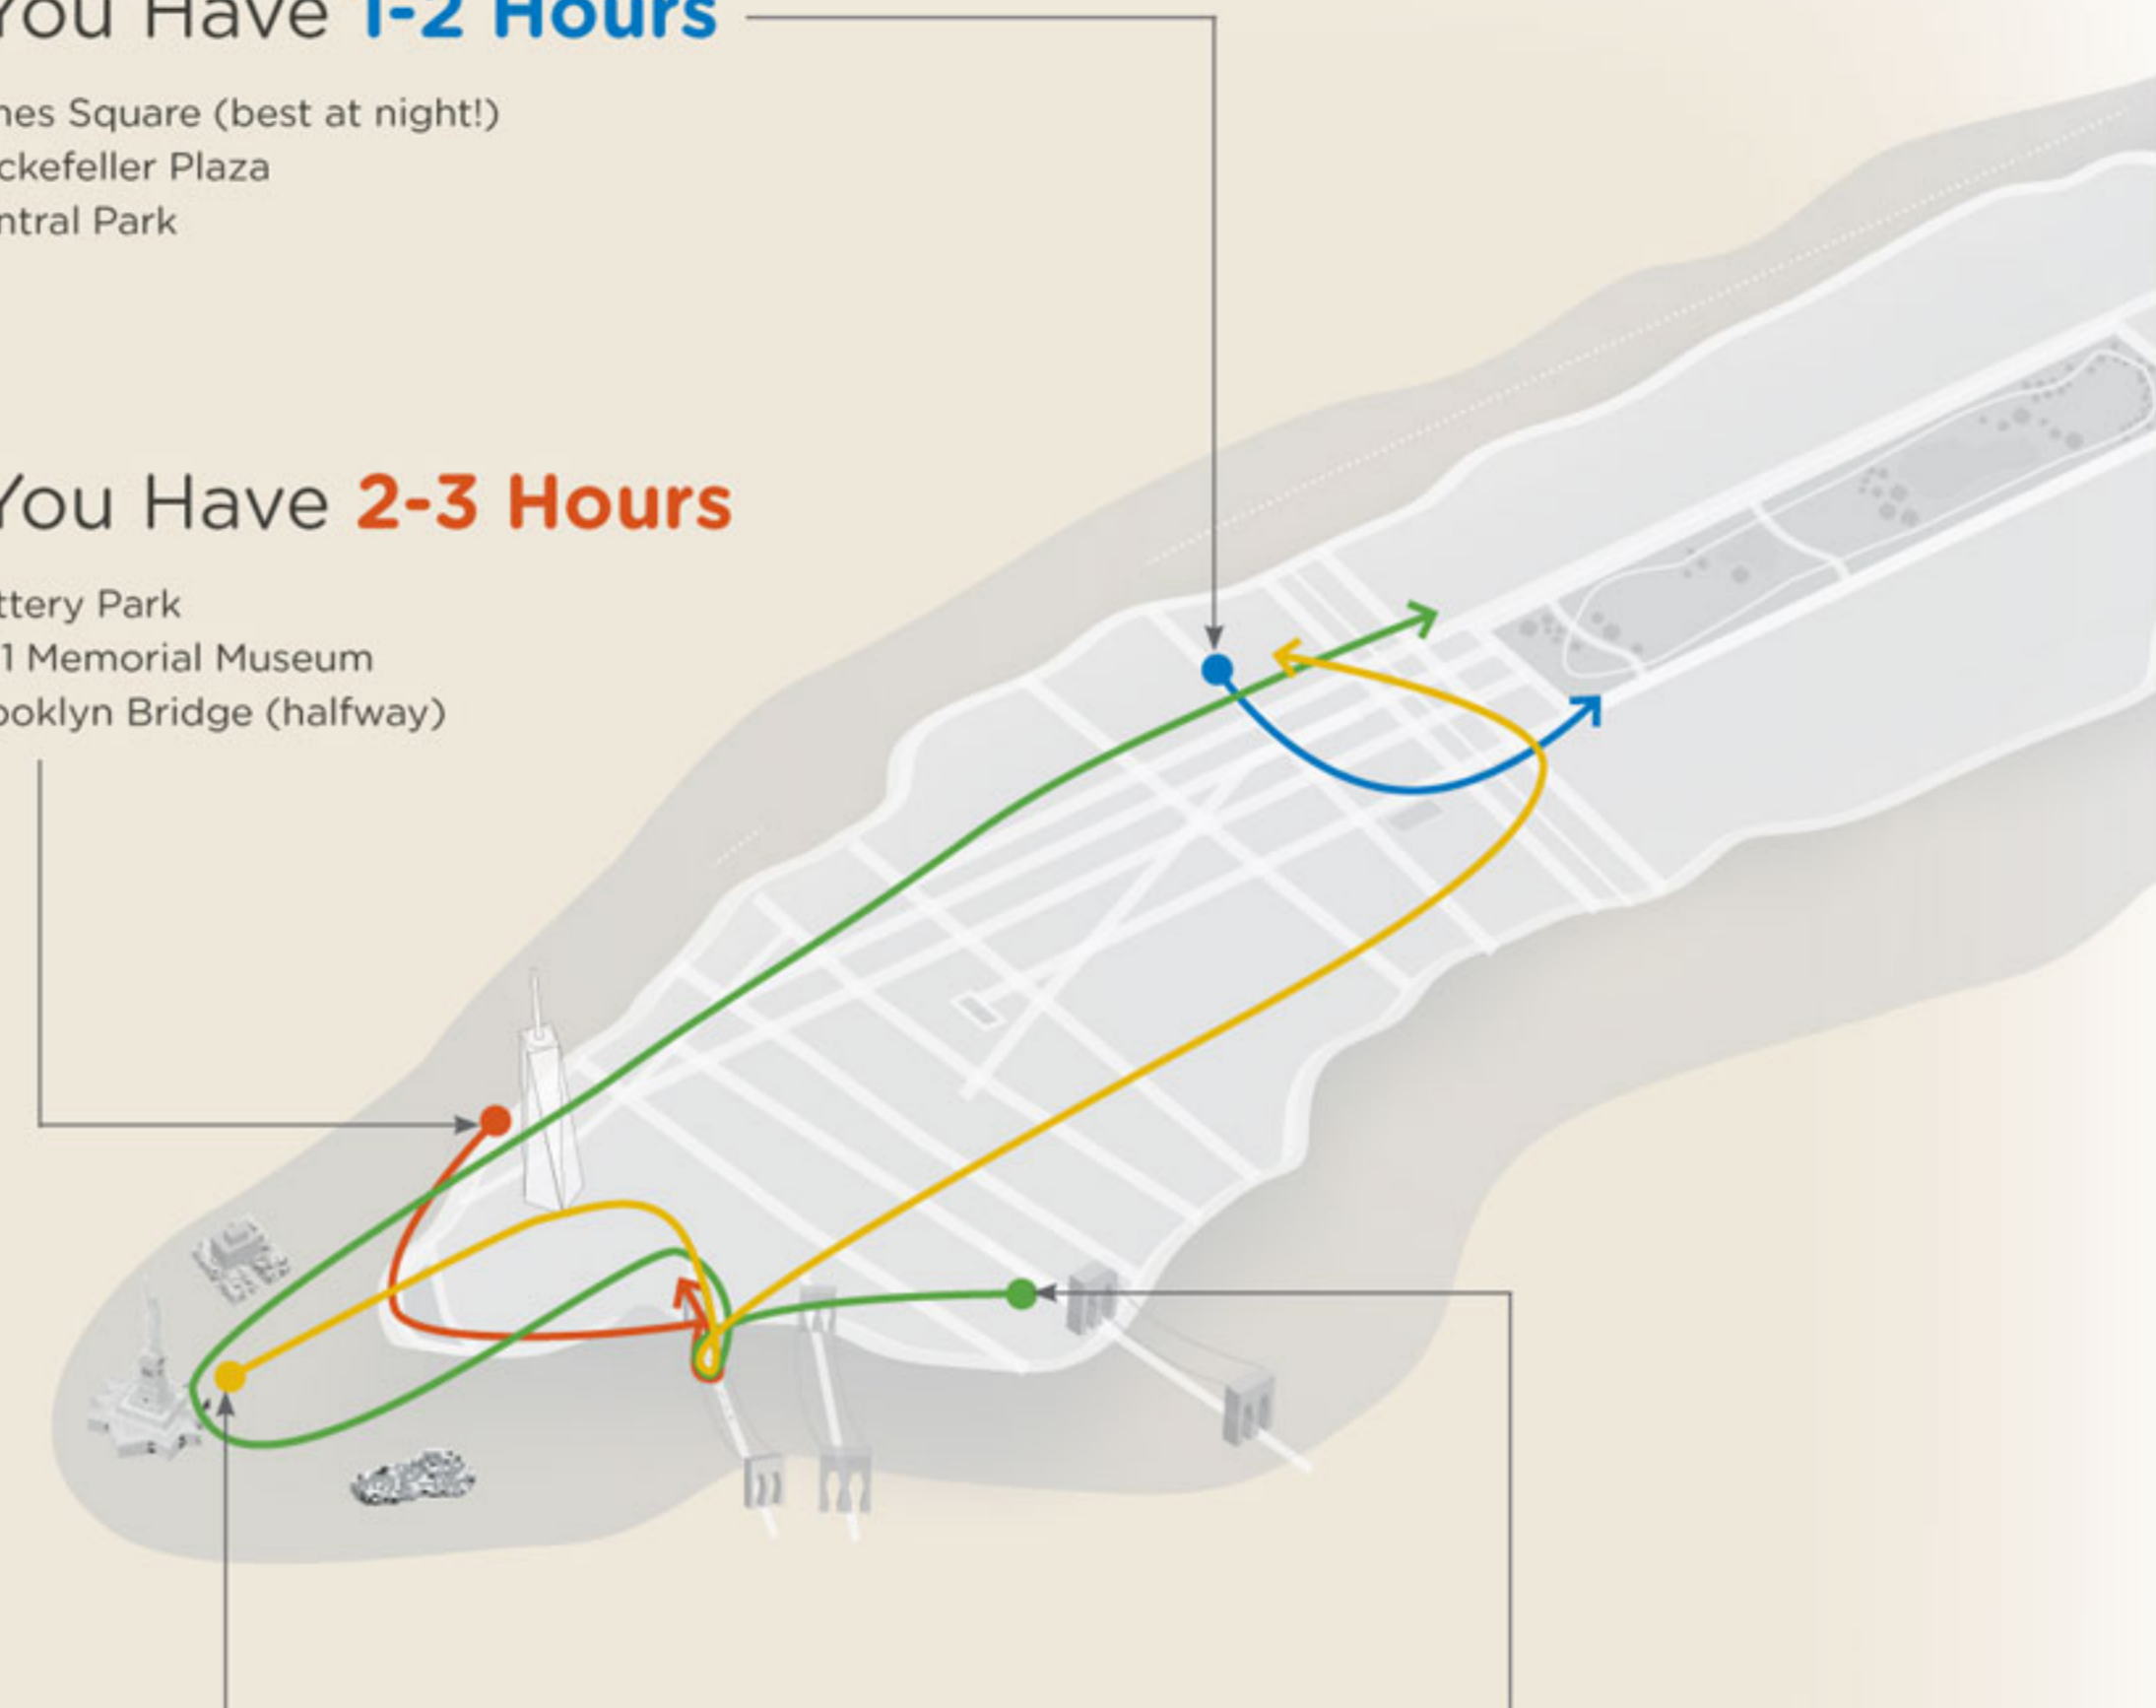 You Have 1-2 Hours
nes Square (best at night!)
ckefeller Plaza
ntral Park
You Have 2-3 Hours
ttery Park
1 Memorial Museum
ooklyn Bridge (halfway)